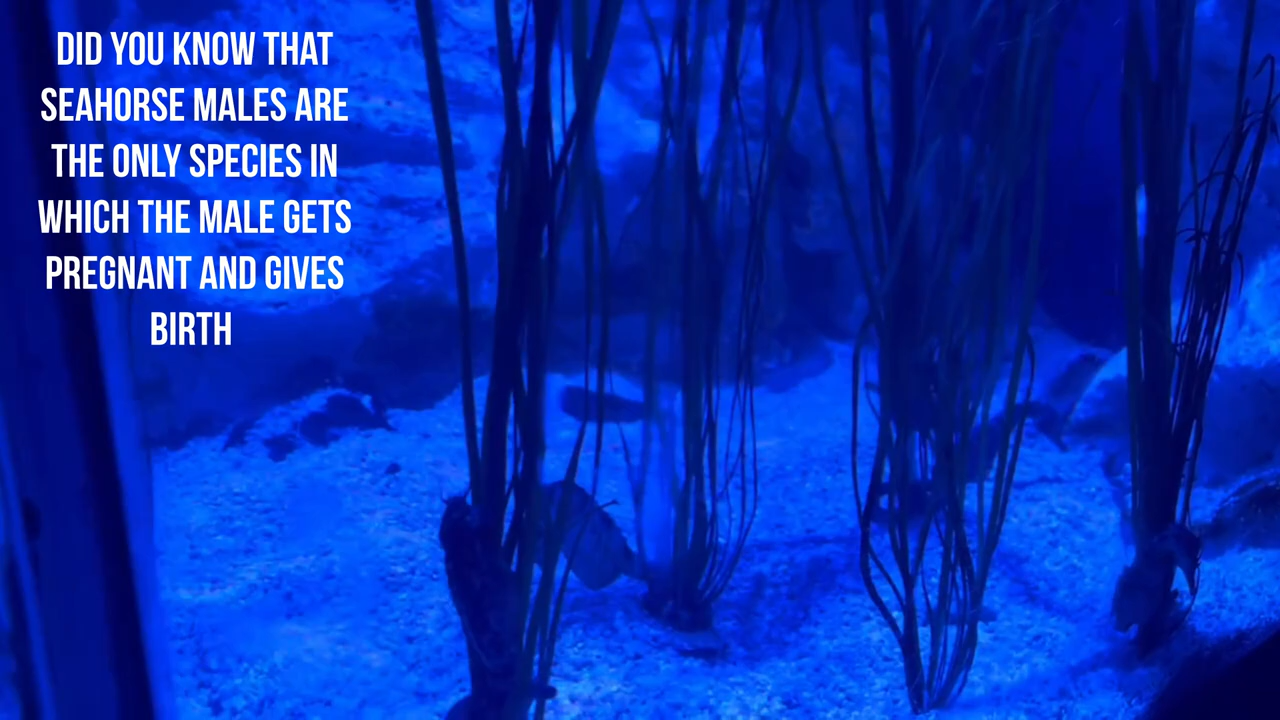 DID YOU KNOW THAT
SEAHORSE MALES ARE
THE ONLY SPECIES IN
WHICH THE MALE GETS
PREGNANT AND GIVES
BIRTH